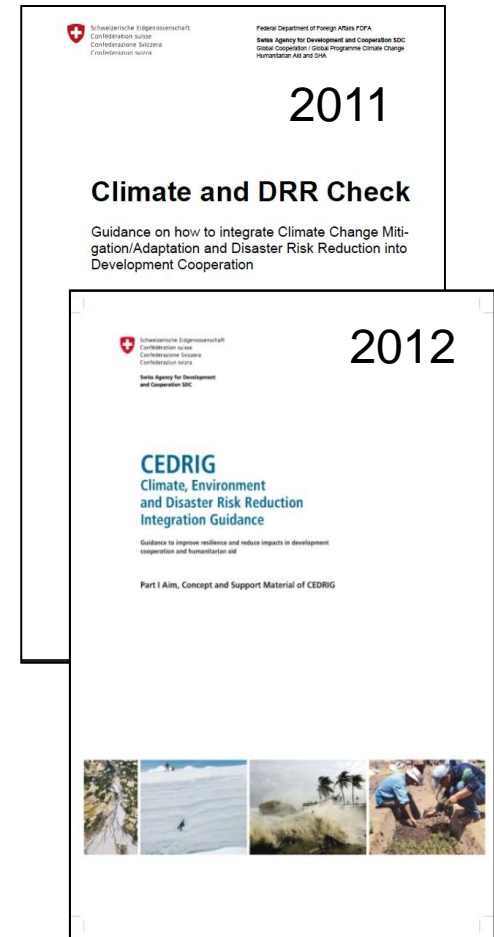 Schweizerische Eidgenossenschaft
Confédération suisse
Confederazione Svizzera
Confederaziun svizra
Federal Department of Foreign Affairs FDFA
Swiss Agency for Development and Cooperation SDC
Global Cooperation / Global Programme Climate Change
Humanitarian Aid and SHA
2011
Climate and DRR Check
Guidance on how to integrate Climate Change Miti-
gation/Adaptation and Disaster Risk Reduction into
Development Cooperation
Schweizerische Eidgenossenschaft
Confédération suisse
Confederazione Svizzera
Confederaziun svizra
Swiss Agency for Development
and Cooperation SDC
2012
CEDRIG
Climate, Environment
and Disaster Risk Reduction
Integration Guidance
Guidance to improve resilience and reduce impacts in development
cooperation and humanitarian aid
Part I Aim, Concept and Support Material of CEDRIG